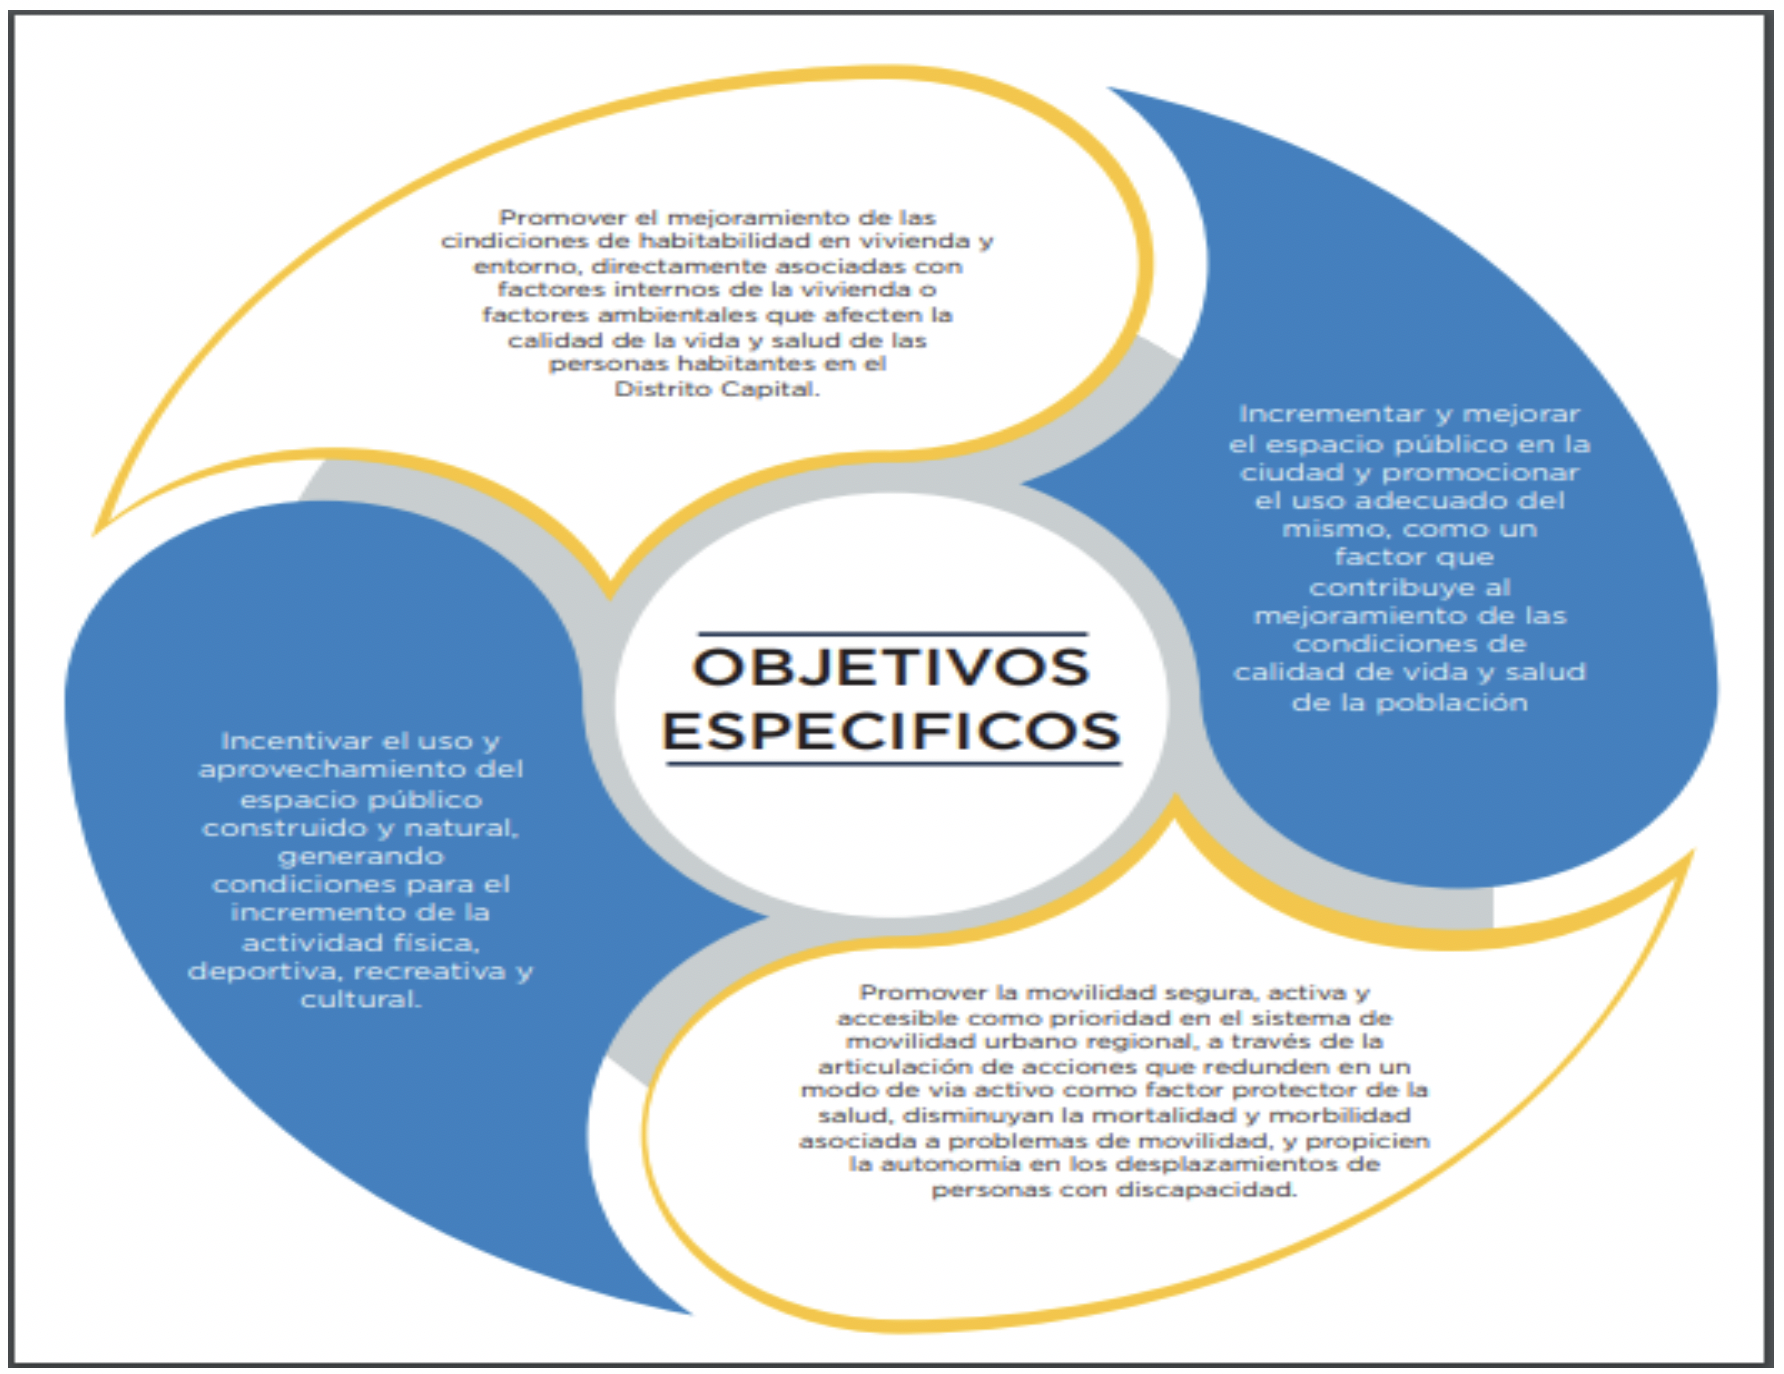 Promover el mejoramiento de las
cindiciones de habitabilidad en vivienda y
entorno, directamente asociadas con
factores internos de la vivienda o
factores ambientales que afecten la
calidad de la vida y salud de las
personas habitantes en el
Distrito Capital.
Incrementar y mejorar
el espacio público en la
ciudad y promocionar
el uso adecuado del
mismo, como un
factor que
contribuye al
mejoramiento de las
condiciones de
calidad de vida y salud
de la población
OBJETIVOS
ESPECIFICOS
Incentivar el uso y
aprovechamiento del
espacio público
construido y natural,
generando
condiciones para el
incremento de la
actividad física,
deportiva, recreativa y
cultural.
Promover la movilidad segura, activa y
accesible como prioridad en el sistema de
movilidad urbano regional, a través de la
articulación de acciones que redunden en un
modo de via activo como factor protector de la
salud, disminuyan la mortalidad y morbilidad
asociada a problemas de movilidad, y propicien
la autonomía en los desplazamientos de
personas con discapacidad.